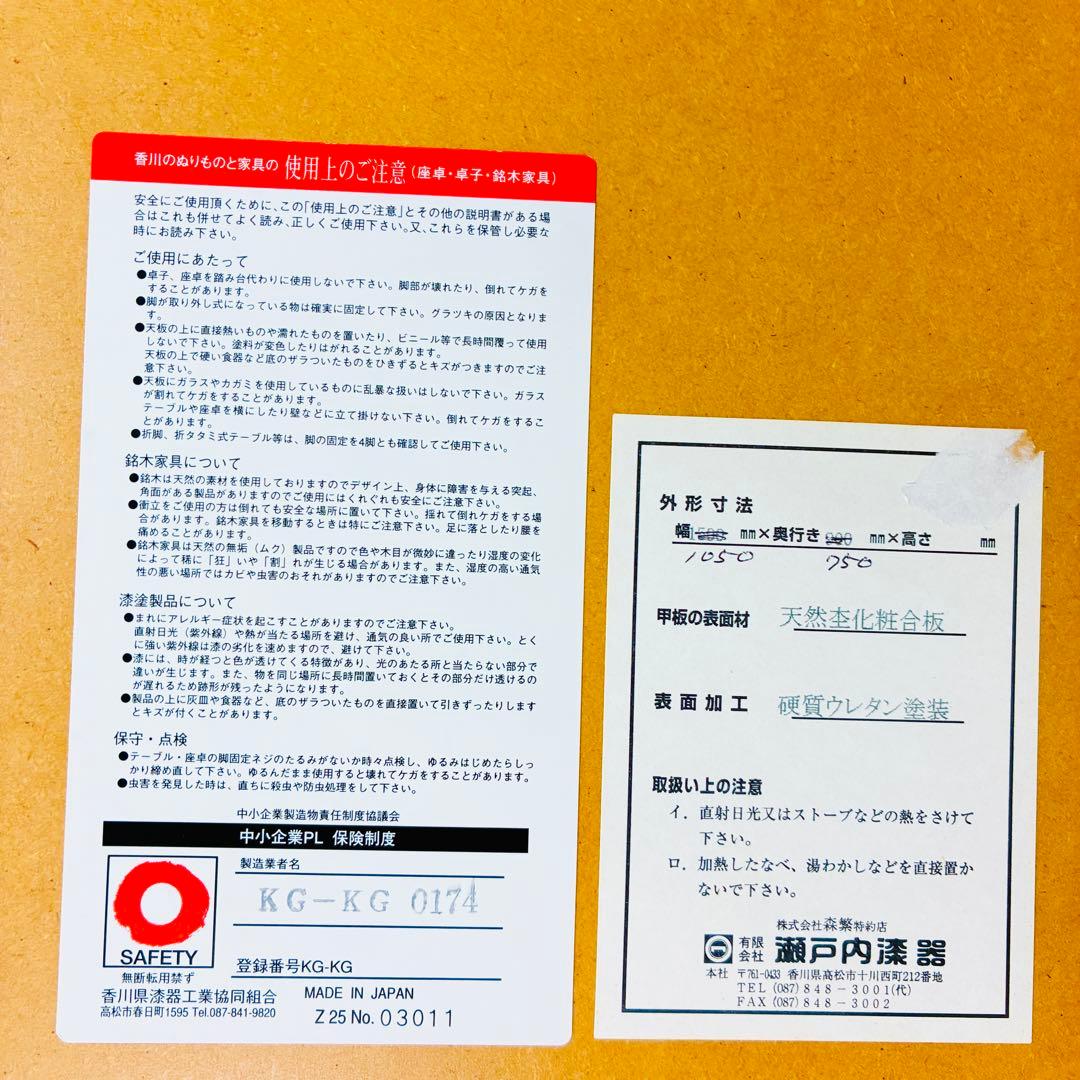 香川のぬりものと家具の 使用上のご注意(座卓・卓子・銘木家具)
安全にご使用頂くために、この「使用上のご注意」とその他の説明書がある場
合はこれも併せてよく読み、正しくご使用下さい。又、これらを保管し必要な
時にお読み下さい。
ご使用にあたって
●卓子、座卓を踏み台代わりに使用しないで下さい。脚部が壊れたり、倒れてケガを
することがあります。
●脚が取り外し式になっている物は確実に固定して下さい。グラツキの原因となりま
す。
●天板の上に直接熱いものや濡れたものを置いたり、ビニール等で長時間覆って使用
しないで下さい。塗料が変色したりはがれることがあります。
天板の上で硬い食器など底のザラついたものをひきずるとキズがつきますのでご注
意下さい。
●天板にガラスやカガミを使用しているものに乱暴な扱いはしないで下さい。ガラス
が割れてケガをすることがあります。
テーブルや座卓を横にしたり壁などに立て掛けない下さい。倒れてケガをするこ
とがあります。
●折脚、折タタミ式テーブル等は、脚の固定を4脚とも確認してご使用下さい。
銘木家具について
●銘木は天然の素材を使用しておりますのでデザイン上、身体に障害を与える突起、
角面がある製品がありますのでご使用にはくれぐれも安全にご注意下さい。
●衝立をご使用の方は倒れても安全な場所に置いて下さい。揺れて倒れケガをする場
合があります。銘木家具を移動するときは特にご注意下さい。足に落としたり腰を
痛めることがあります。
●銘木家具は天然の無垢(ムク)製品ですので色や木目が微妙に違ったり湿度の変化
によって稀に「狂」いや「割」れが生じる場合があります。また、湿度の高い通気
性の悪い場所ではカビや虫害のおそれがありますのでご注意下さい。
漆塗製品について
●まれにアレルギー症状を起こすことがありますのでご注意下さい。
直射日光(紫外線)や熱が当たる場所を避け、通気の良い所でご使用下さい。とく
に強い紫外線は漆の劣化を速めますので、避けて下さい。
●漆には、時が経つと色が透けてくる特徴があり、光のあたる所と当たらない部分で
違いが生じます。また、物を同じ場所に長時間置いておくとその部分だけ透けるの
が遅れるため跡形が残ったようになります。
●製品の上に灰皿や食器など、底のザラついたものを直接置いて引きずったりします
とキズが付くことがあります。
保守・点検
●テーブル・座卓の脚固定ネジのたるみがないか時々点検し、ゆるみはじめたらしっ
かり締め直して下さい。ゆるんだまま使用すると壊れてケガをすることがあります。
●虫害を発見した時は、直ちに殺虫や防虫処理をして下さい。
中小企業製造物責任制度協議会
中小企業PL 保険制度
製造業者名
KG-KG 0174
SAFETY
登録番号KG-KG
無断転用禁ず
香川県漆器工業協同組合
高松市春日町1595 Tel.087-841-9820
MADE IN JAPAN
Z 25 No. 03011
外形寸法
幅 mm×奥行き mm×高さ mm
1050 750
甲板の表面材 天然杢化粧合板
表面加工 硬質ウレタン塗装
取扱い上の注意
イ．直射日光又はストーブなどの熱をさけて
下さい。
ロ．加熱したなべ、湯わかしなどを直接置か
ないで下さい。
株式会社森繁特約店
有限会社 瀬戸内漆器
本社 〒761-0433 香川県高松市十川西町212番地
TEL (087) 848-3001(代)
FAX (087) 848-3002